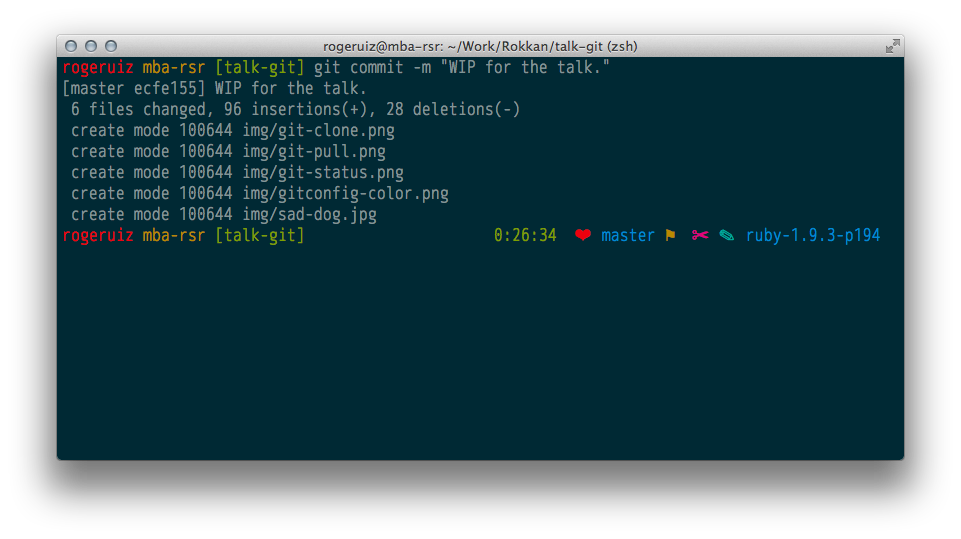 rogeruiz@mba-rsr: ~/Work/Rokkan/talk-git (zsh)
rogeruiz mba-rsr [talk-git] git commit -m "WIP for the talk."
[master ecfe155] WIP for the talk.
6 files changed, 96 insertions(+), 28 deletions(-)
create mode 100644 img/git-clone.png
create mode 100644 img/git-pull.png
create mode 100644 img/git-status.png
create mode 100644 img/gitconfig-color.png
create mode 100644 img/sad-dog.jpg
rogeruiz mba-rsr [talk-git] 0:26:34 ❤ master ⚑ ✂ ✎ ruby-1.9.3-p194